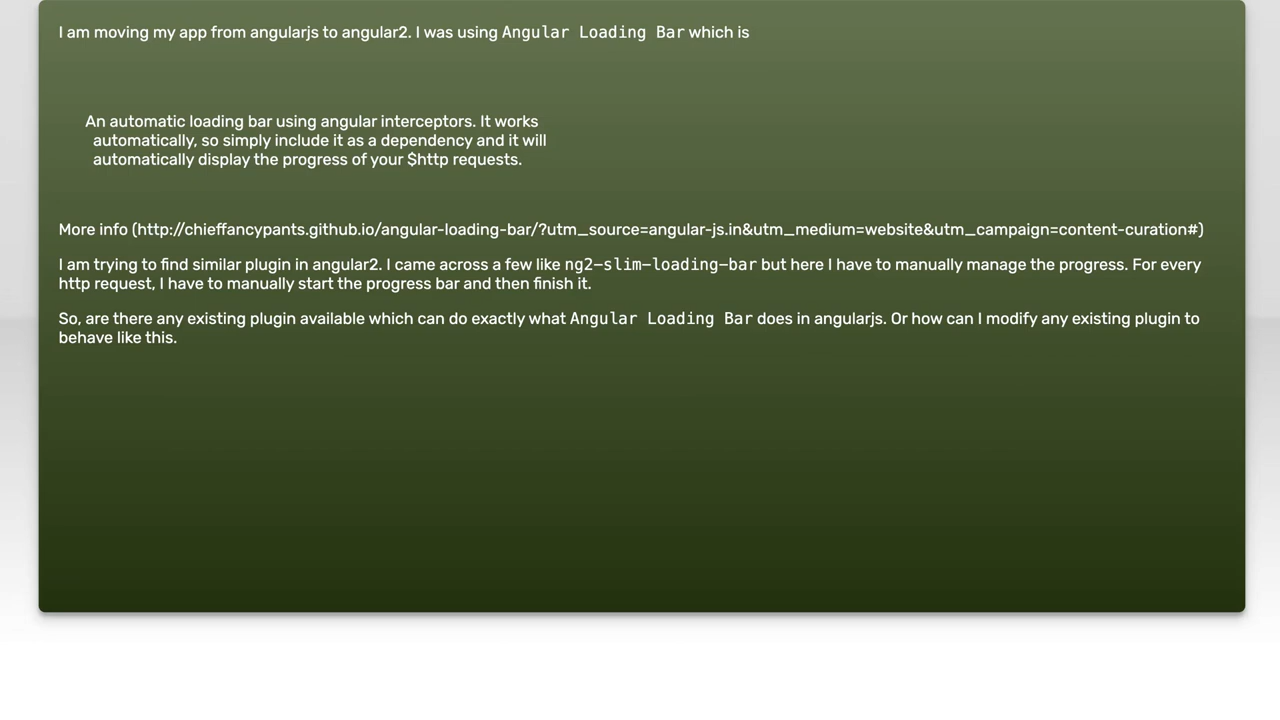 I am moving my app from angularjs to angular2. I was using Angular Loading Bar which is
An automatic loading bar using angular interceptors. It works
automatically, so simply include it as a dependency and it will
automatically display the progress of your $http requests.
More info (http://chieffancypants.github.io/angular-loading-bar/?utm_source=angular-js.in&utm_medium=website&utm_campaign=content-curation#)
I am trying to find similar plugin in angular2. I came across a few like ng2-slim-loading-bar but here I have to manually manage the progress. For every
http request, I have to manually start the progress bar and then finish it.
So, are there any existing plugin available which can do exactly what Angular Loading Bar does in angularjs. Or how can I modify any existing plugin to
behave like this.